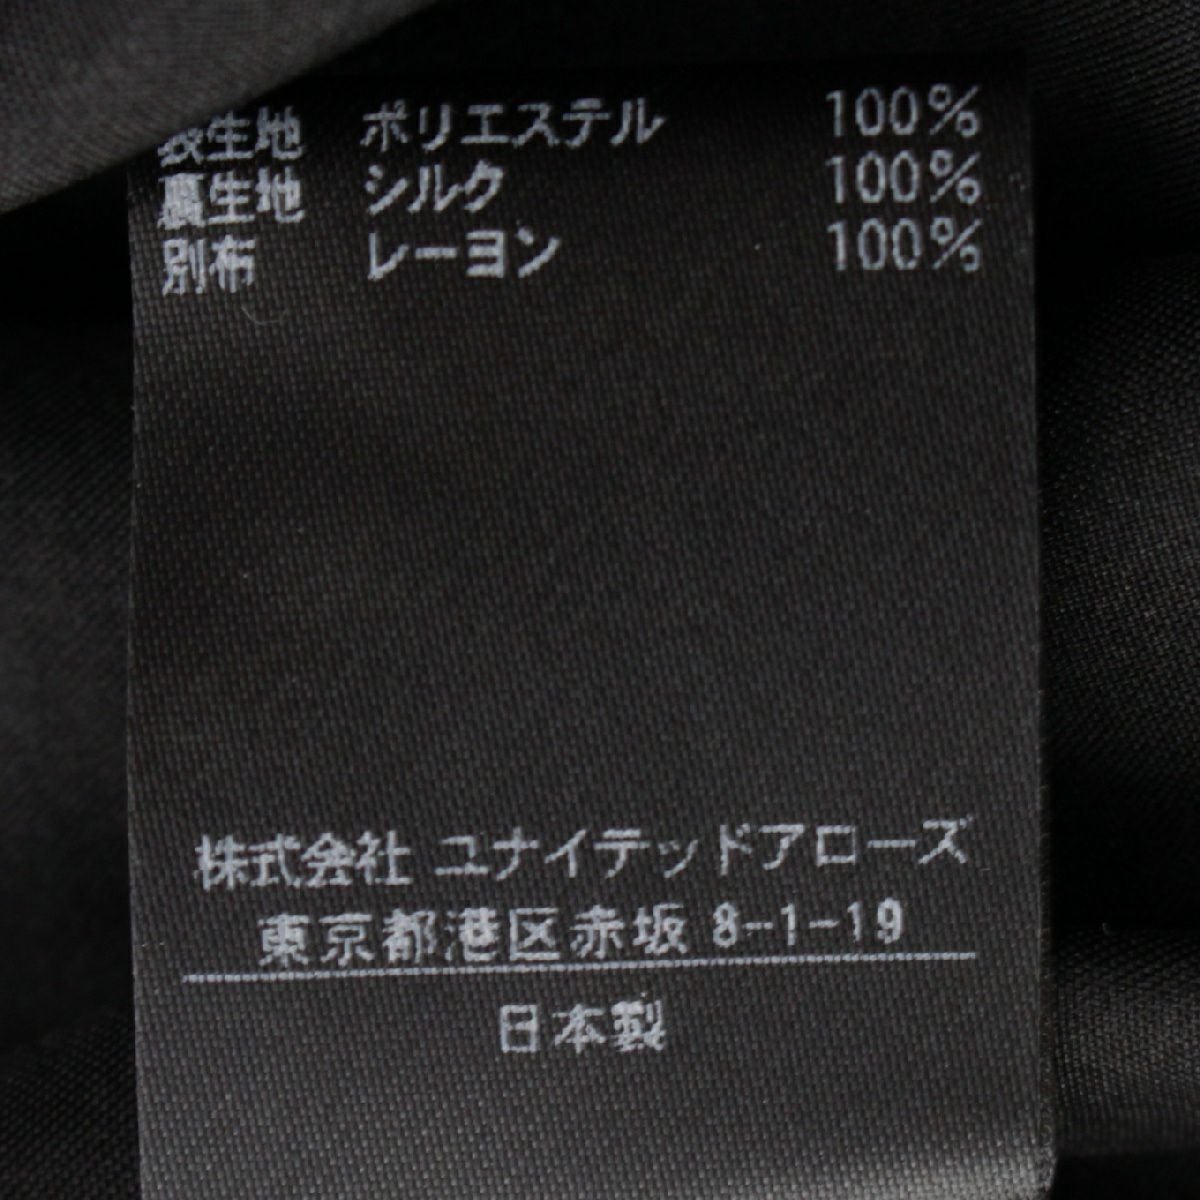 表生地 ポリエステル 100%
裏生地 シルク 100%
別布 レーヨン 100%
株式会社 ユナイテッドアローズ
東京都港区赤坂 8-1-19
日本製